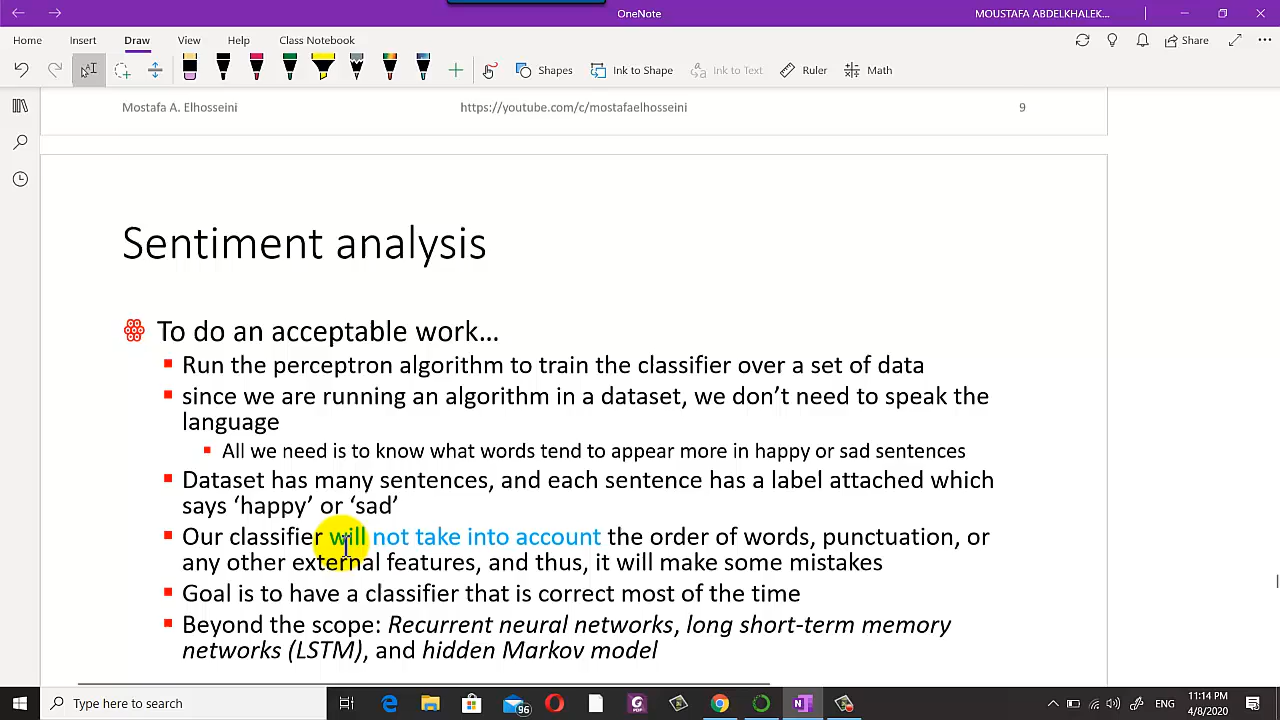 OneNote
MOUSTAFA ABDELKHALEK...
Home Insert Draw View Help Class Notebook
Share
Shapes Ink to Shape Ink to Text Ruler Math
Mostafa A. Elhosseini https://youtube.com/c/mostafaelhosseini 9
Sentiment analysis
To do an acceptable work...
Run the perceptron algorithm to train the classifier over a set of data
since we are running an algorithm in a dataset, we don't need to speak the
language
All we need is to know what words tend to appear more in happy or sad sentences
Dataset has many sentences, and each sentence has a label attached which
says 'happy' or 'sad'
Our classifier will not take into account the order of words, punctuation, or
any other external features, and thus, it will make some mistakes
Goal is to have a classifier that is correct most of the time
Beyond the scope: Recurrent neural networks, long short-term memory
networks (LSTM), and hidden Markov model
Type here to search
96
ENG
11:14 PM
4/8/2020